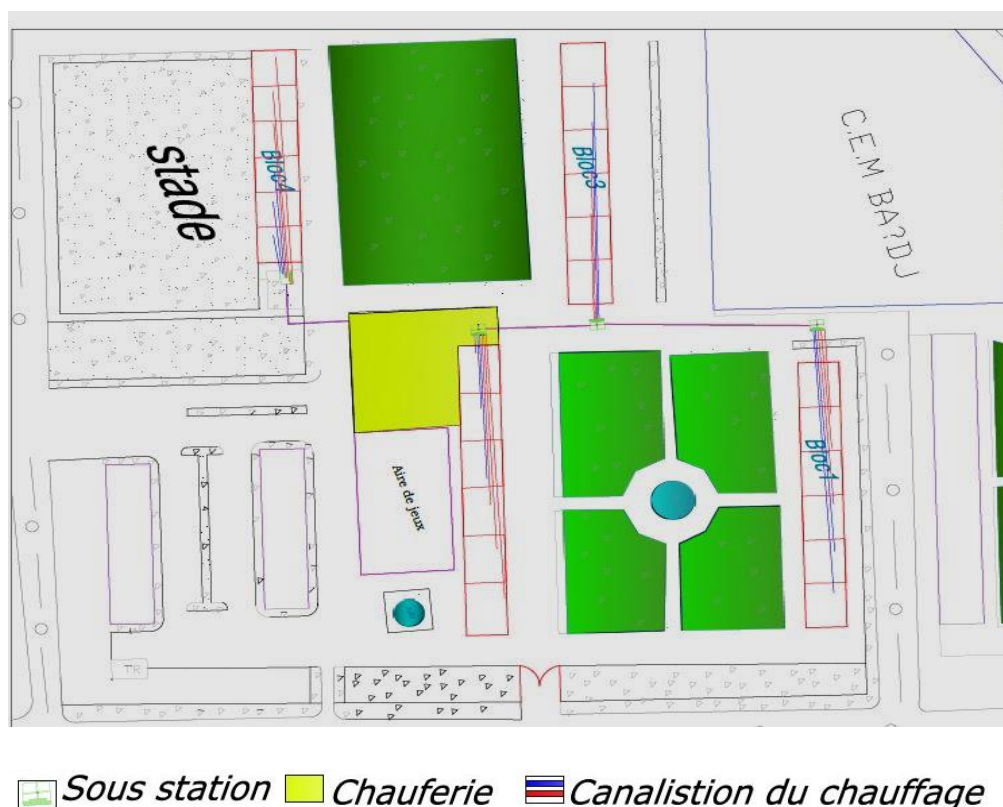 stade
Bloc4
Bloc3
C.E.M BA?DJ
Aire de jeux
Bloc1
TR
Sous station
Chauferie
Canalistion du chauffage